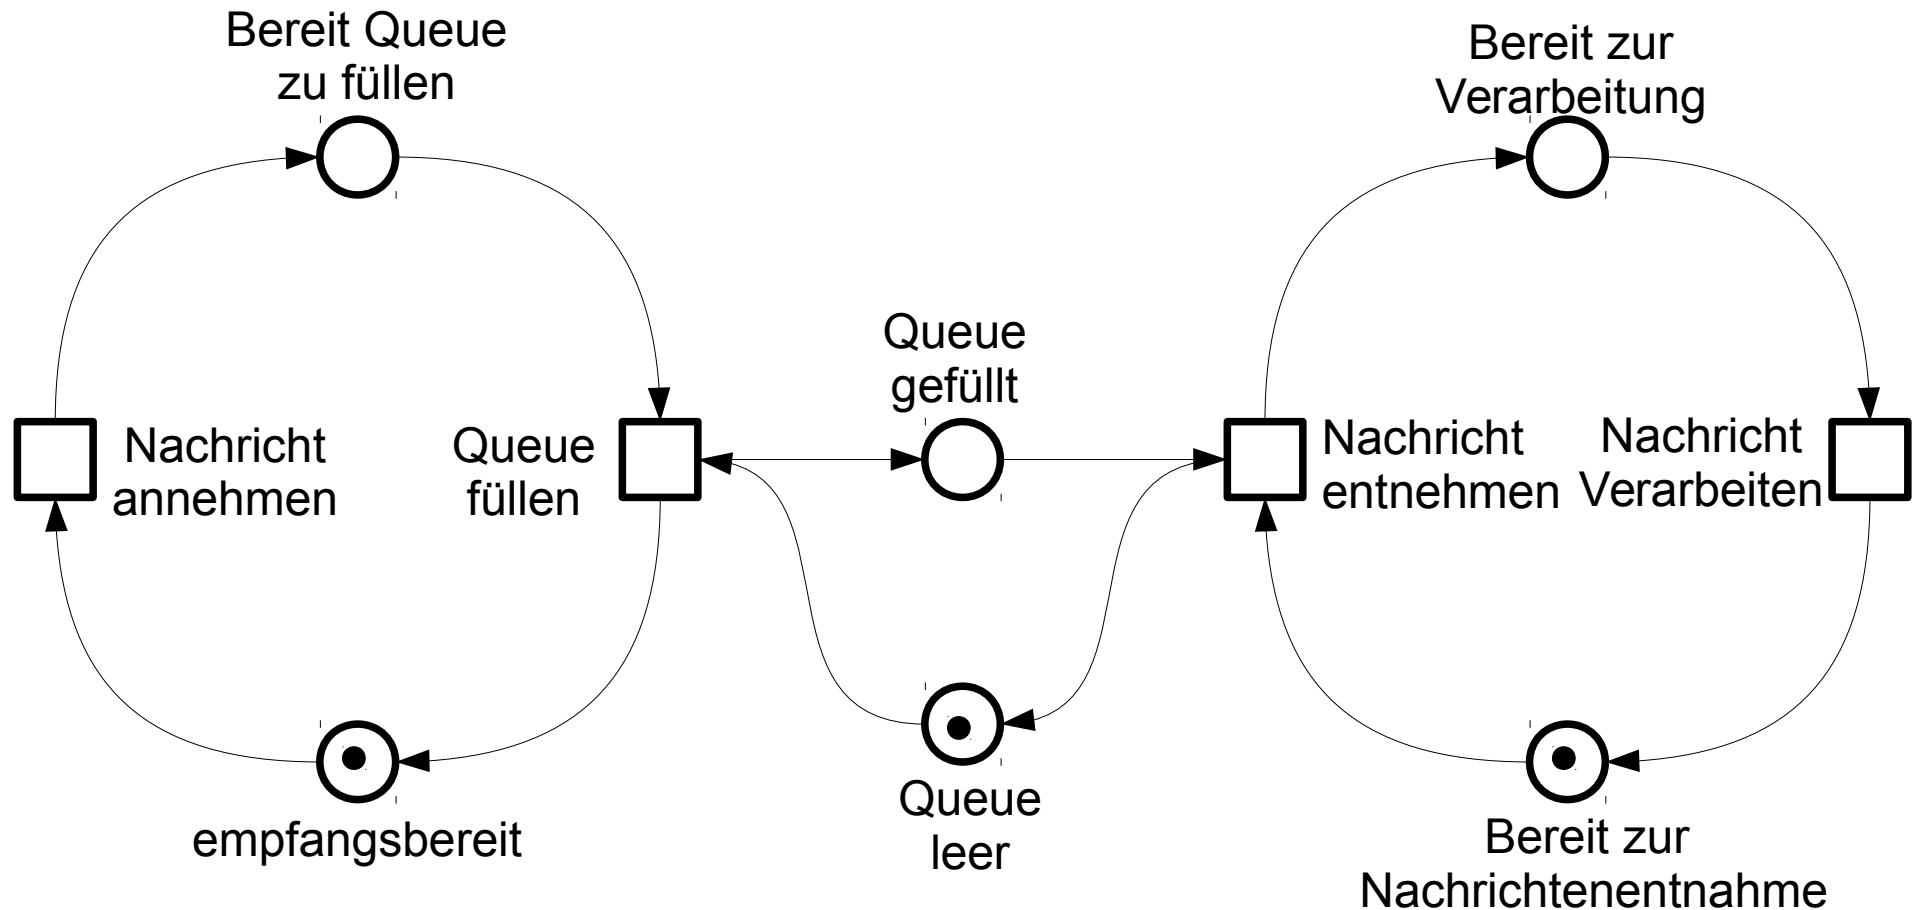 Bereit Queue
zu füllen
Bereit zur
Verarbeitung
Queue
gefüllt
Nachricht
annehmen
Queue
füllen
Nachricht
entnehmen
Nachricht
Verarbeiten
empfangsbereit
Queue
leer
Bereit zur
Nachrichtenentnahme